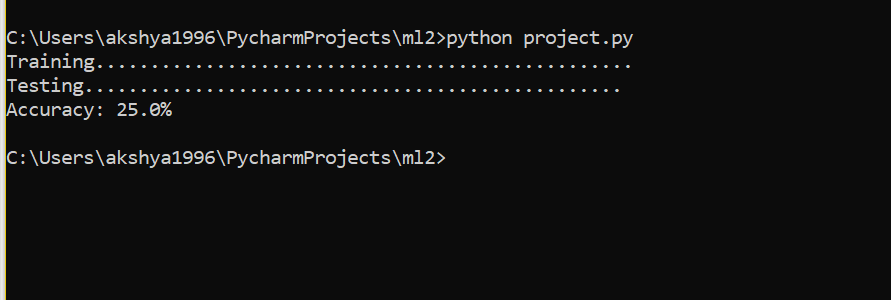 C:\Users\akshya1996\PycharmProjects\ml2>python project.py
Training.................................................
Testing.................................................
Accuracy: 25.0%
C:\Users\akshya1996\PycharmProjects\ml2>